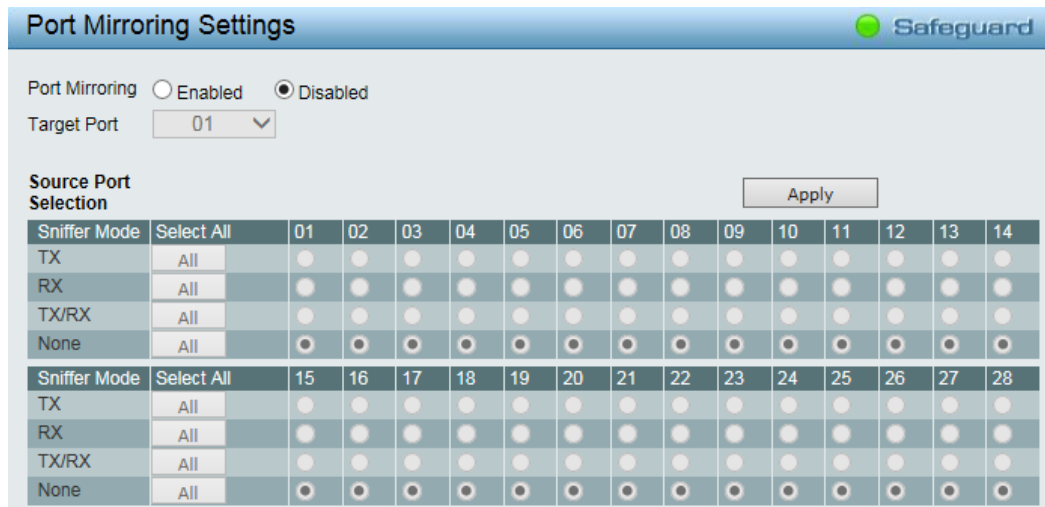 Port Mirroring Settings
Safeguard
Port Mirroring Enabled Disabled
Target Port 01
Source Port
Selection
Apply
Sniffer Mode Select All 01 02 03 04 05 06 07 08 09 10 11 12 13 14
TX All
RX All
TX/RX All
None All
Sniffer Mode Select All 15 16 17 18 19 20 21 22 23 24 25 26 27 28
TX All
RX All
TX/RX All
None All